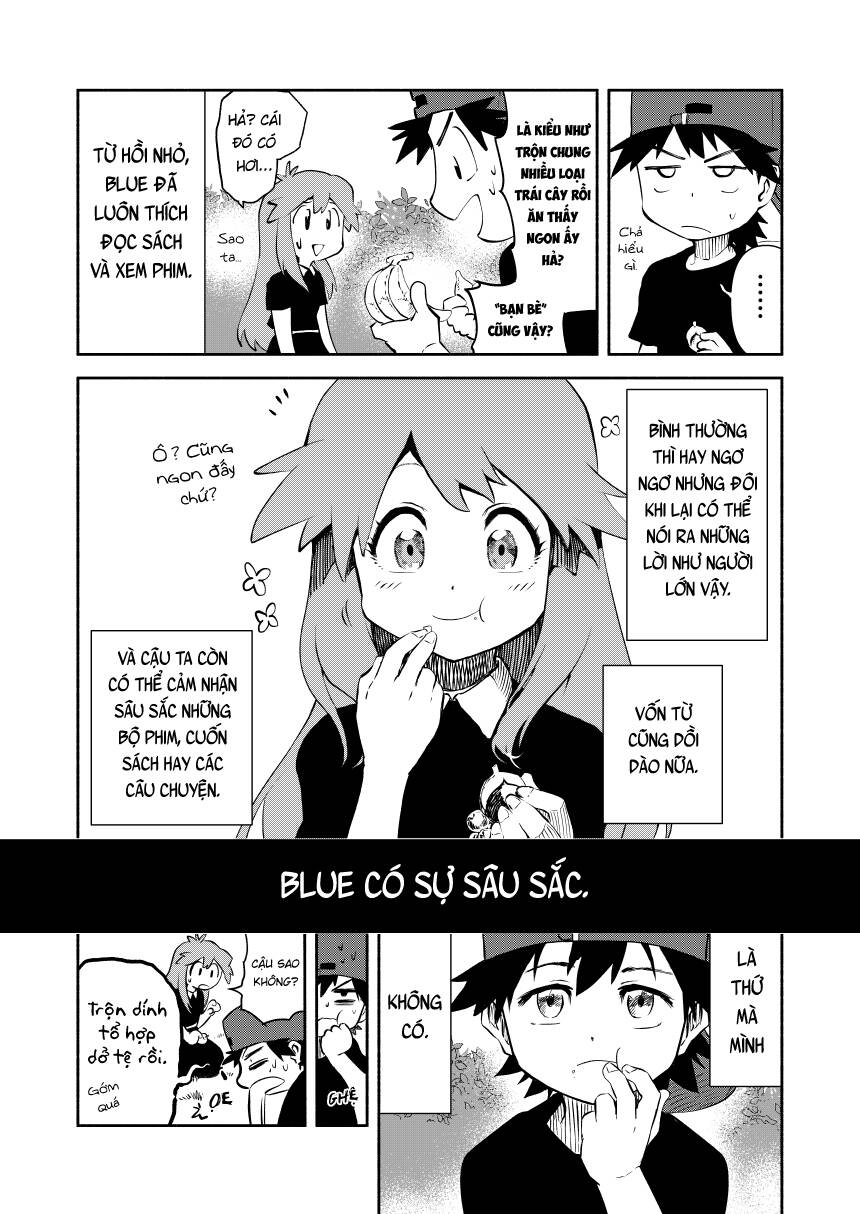 ......
Chả
hiểu
gì.
LÀ KIỂU NHƯ
TRỘN CHUNG
NHIỀU LOẠI
TRÁI CÂY RỒI
ĂN THẤY
NGON ẤY
HẢ?
"BẠN BÈ"
CŨNG VẬY?
HẢ? CÁI
ĐÓ CÓ
HƠI...
Sao
ta...
TỪ HỒI NHỎ,
BLUE ĐÃ
LUÔN THÍCH
ĐỌC SÁCH
VÀ XEM PHIM.
BÌNH THƯỜNG
THÌ HAY NGƠ
NGƠ NHƯNG ĐÔI
KHI LẠI CÓ THỂ
NÓI RA NHỮNG
LỜI NHƯ NGƯỜI
LỚN VẬY.
Ô? Cũng
ngon đấy
chứ?
VỐN TỪ
CŨNG DỒI
DÀO NỮA.
VÀ CẬU TA CÒN
CÓ THỂ CẢM NHẬN
SÂU SẮC NHỮNG
BỘ PHIM, CUỐN
SÁCH HAY CÁC
CÂU CHUYỆN.
BLUE CÓ SỰ SÂU SẮC.
LÀ
THỨ
MÀ
MÌNH
KHÔNG
CÓ.
GHỆ
CẬU SAO
KHÔNG?
Trộn dính
tổ hợp
dở tệ rồi.
Gớm
quá
ỌE